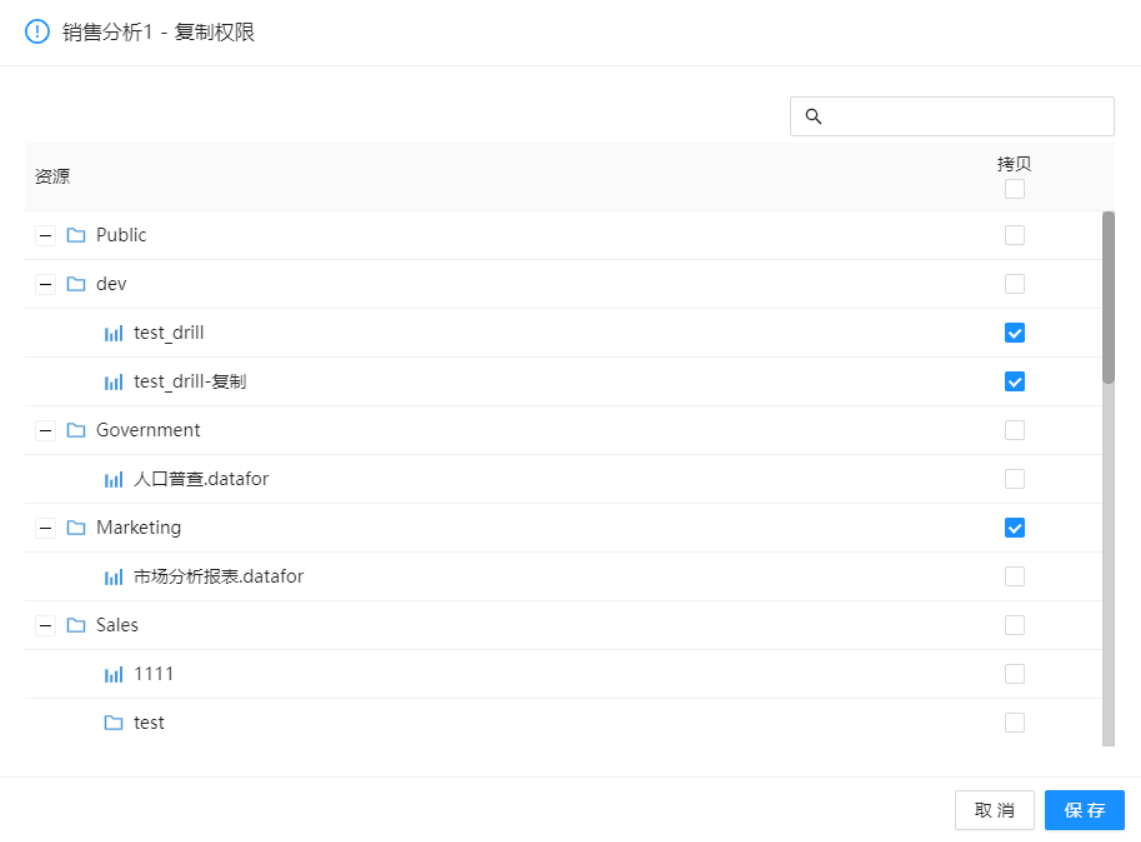 销售分析1 - 复制权限
资源
拷贝
Public
dev
test_drill
test_drill-复制
Government
人口普查.datafor
Marketing
市场分析报表.datafor
Sales
1111
test
取消
保存